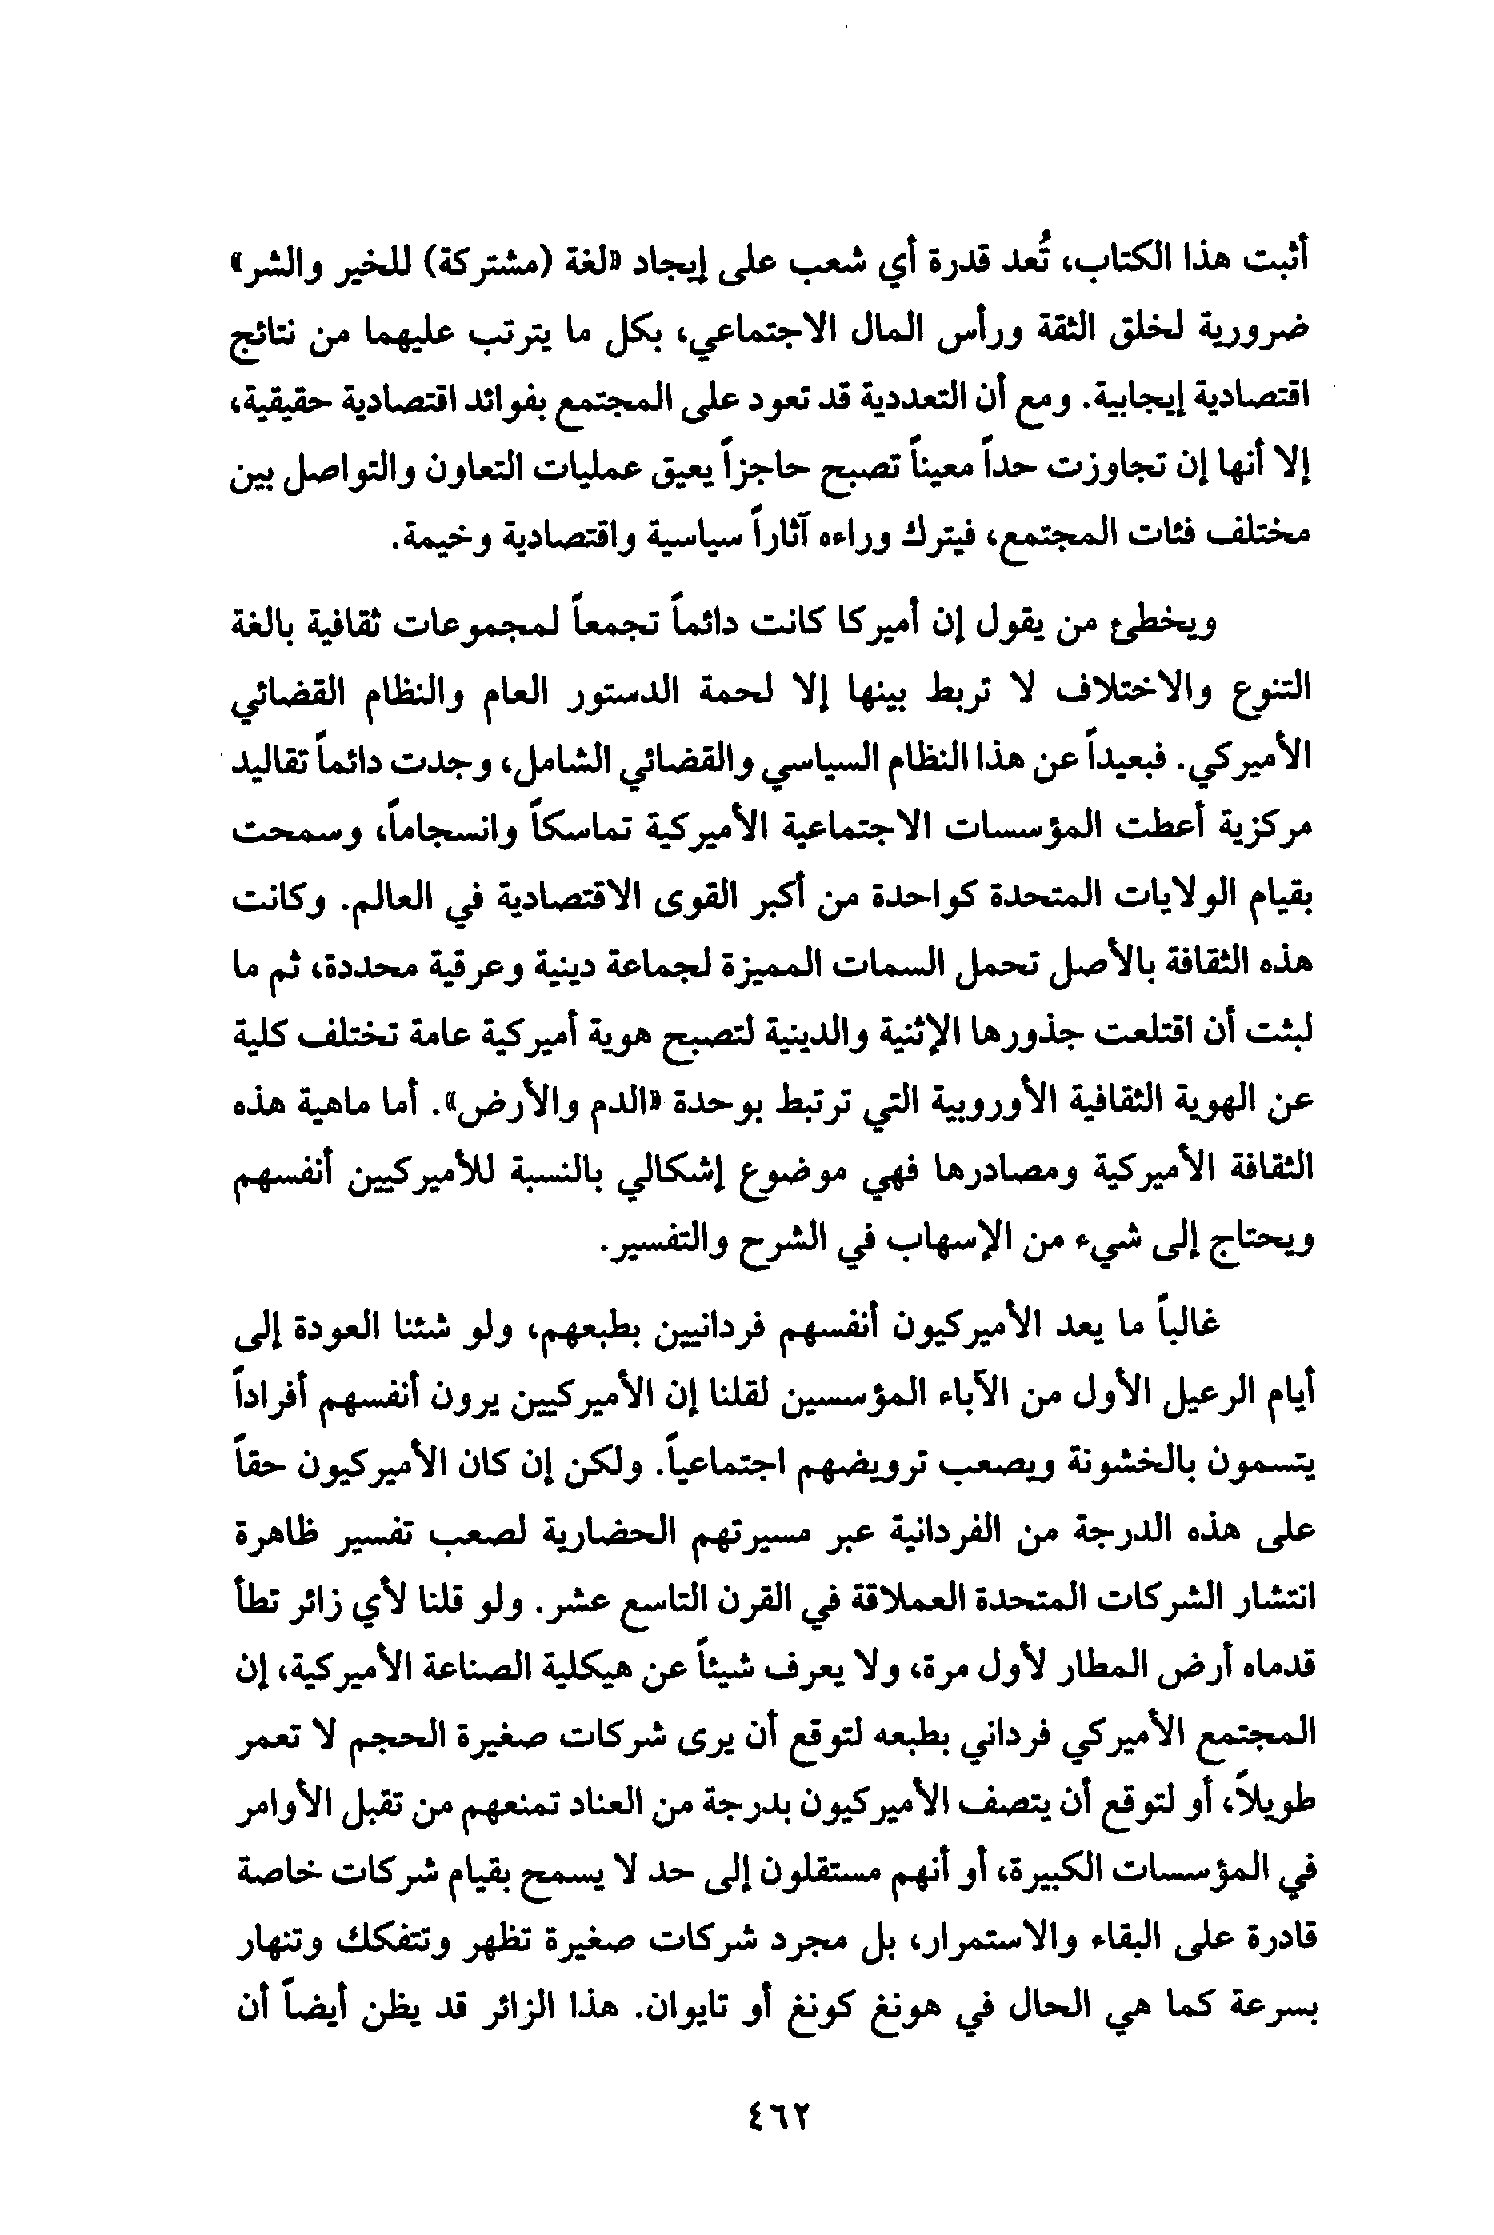 أثبت هذا الكتاب، تُعد قدرة أي شعب على إيجاد «لغة (مشتركة) للخير والشر»
ضرورية لخلق الثقة ورأس المال الاجتماعي، بكل ما يترتب عليهما من نتائج
اقتصادية إيجابية. ومع أن التعددية قد تعود على المجتمع بفوائد اقتصادية حقيقية،
إلا أنها إن تجاوزت حداً معيناً تصبح حاجزاً يعيق عمليات التعاون والتواصل بين
مختلف فئات المجتمع، فيترك وراءه آثاراً سياسية واقتصادية وخيمة.
ويخطئ من يقول إن أميركا كانت دائماً تجمعاً لمجموعات ثقافية بالغة
التنوع والاختلاف لا تربط بينها إلا لحمة الدستور العام والنظام القضائي
الأميركي. فبعيداً عن هذا النظام السياسي والقضائي الشامل، وجدت دائماً تقاليد
مركزية أعطت المؤسسات الاجتماعية الأميركية تماسكاً وانسجاماً، وسمحت
بقيام الولايات المتحدة كواحدة من أكبر القوى الاقتصادية في العالم. وكانت
هذه الثقافة بالأصل تحمل السمات المميزة لجماعة دينية وعرقية محددة، ثم ما
لبثت أن اقتلعت جذورها الإثنية والدينية لتصبح هوية أميركية عامة تختلف كلية
عن الهوية الثقافية الأوروبية التي ترتبط بوحدة «الدم والأرض». أما ماهية هذه
الثقافة الأميركية ومصادرها فهي موضوع إشكالي بالنسبة للأميركيين أنفسهم
ويحتاج إلى شيء من الإسهاب في الشرح والتفسير.
غالباً ما يعد الأميركيون أنفسهم فردانيين بطبعهم، ولو شئنا العودة إلى
أيام الرعيل الأول من الآباء المؤسسين لقلنا إن الأميركيين يرون أنفسهم أفراداً
يتسمون بالخشونة ويصعب ترويضهم اجتماعياً. ولكن إن كان الأميركيون حقاً
على هذه الدرجة من الفردانية عبر مسيرتهم الحضارية لصعب تفسير ظاهرة
انتشار الشركات المتحدة العملاقة في القرن التاسع عشر. ولو قلنا لأي زائر تطأ
قدماه أرض المطار لأول مرة، ولا يعرف شيئاً عن هيكلية الصناعة الأميركية، إن
المجتمع الأميركي فرداني بطبعه لتوقع أن يرى شركات صغيرة الحجم لا تعمر
طويلاً، أو لتوقع أن يتصف الأميركيون بدرجة من العناد تمنعهم من تقبل الأوامر
في المؤسسات الكبيرة، أو أنهم مستقلون إلى حد لا يسمح بقيام شركات خاصة
قادرة على البقاء والاستمرار، بل مجرد شركات صغيرة تظهر وتتفكك وتنهار
بسرعة كما هي الحال في هونغ كونغ أو تايوان. هذا الزائر قد يظن أيضاً أن
٤٦٢